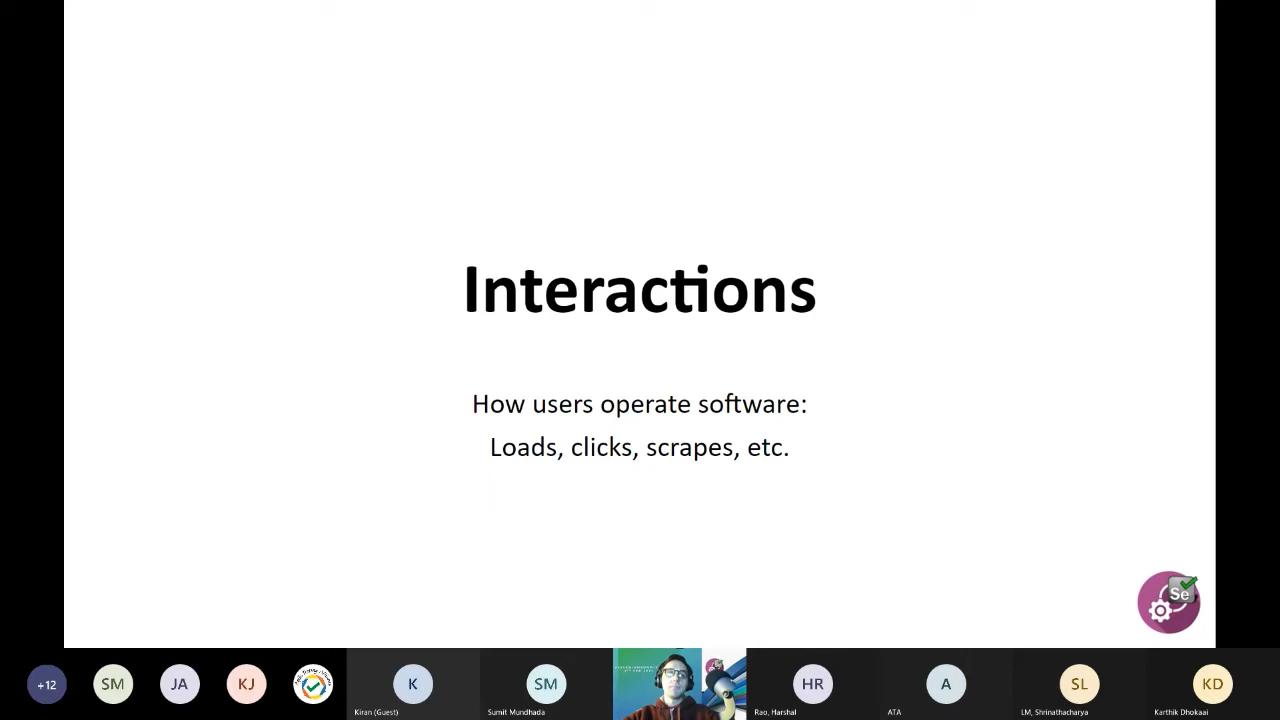 Interactions
How users operate software:
Loads, clicks, scrapes, etc.
Se
+12
SM
JA
KJ
K
SM
HR
A
SL
KD
Kiran (Guest)
Sumit Mundhada
Rao, Harshal
ATA
LM, Shrinathacharya
Karthik Dhokaai